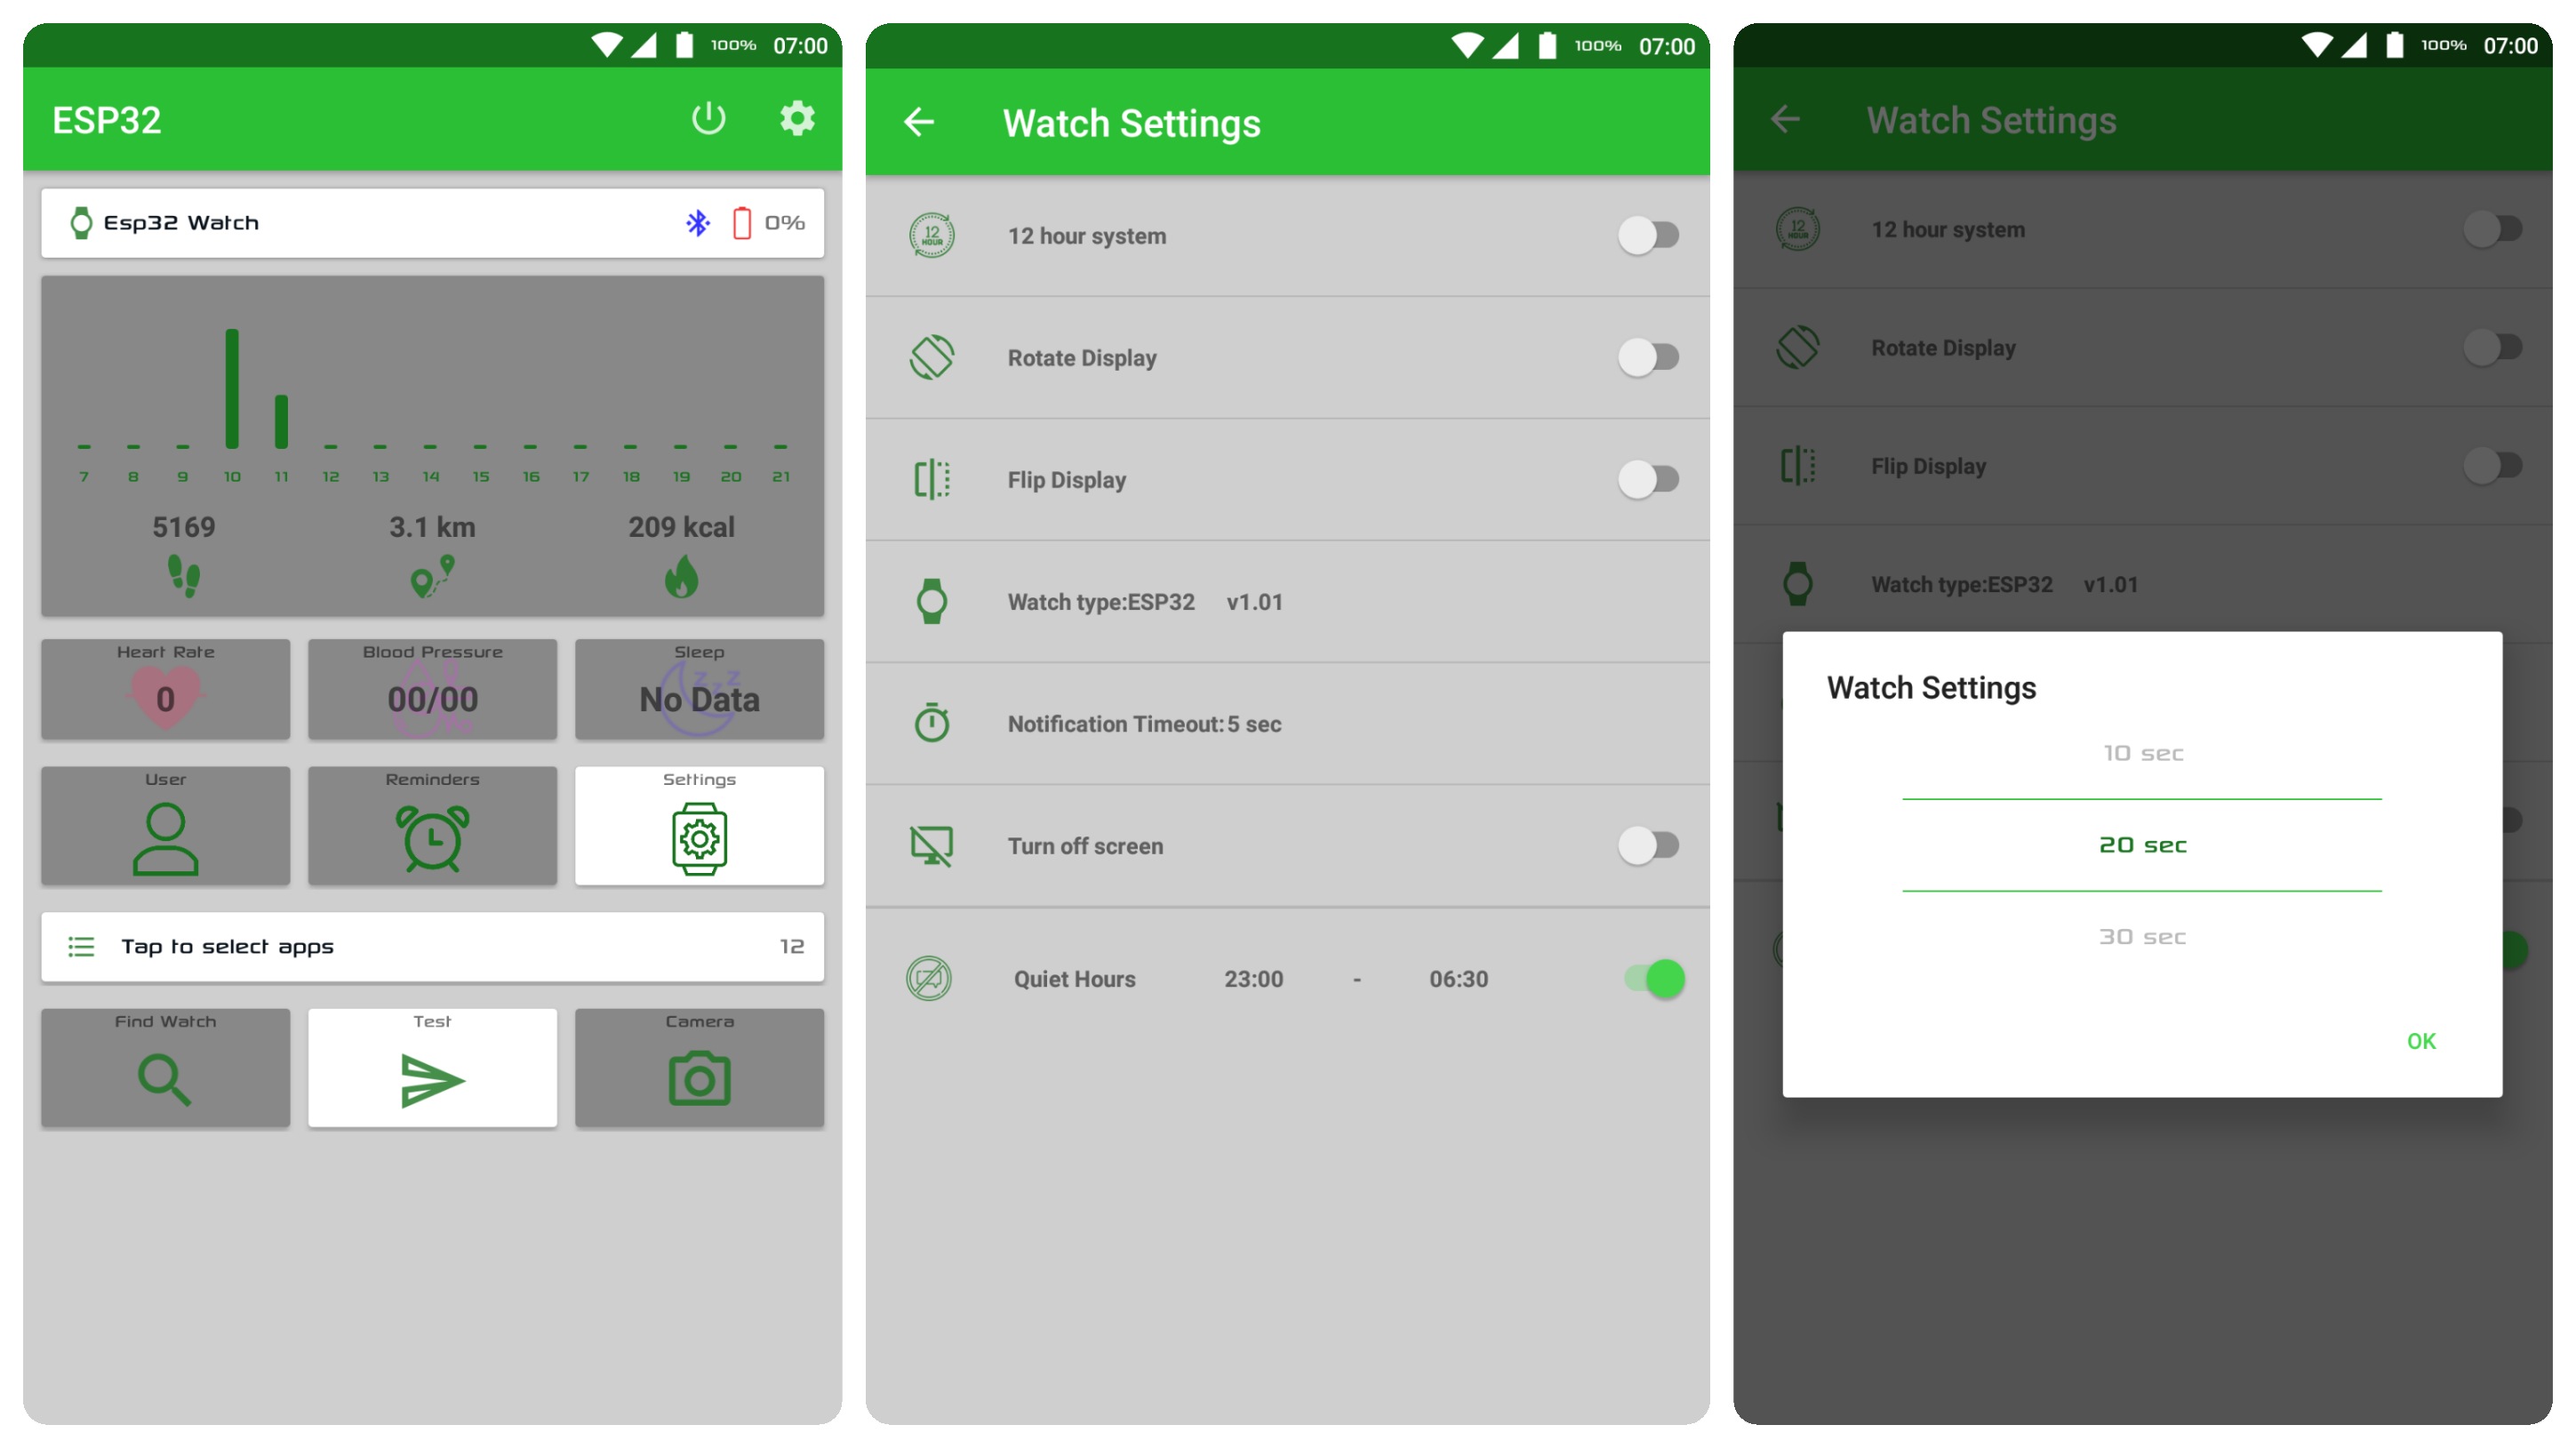 100% 07:00
ESP32
Esp32 Watch 0%
7 8 9 10 11 12 13 14 15 16 17 18 19 20 21
5169 3.1 km 209 kcal
Heart Rate Blood Pressure Sleep
0 00/00 No Data
z z z
User Reminders Settings
Tap to select apps 12
Find Watch Test Camera
100% 07:00
Watch Settings
12 HOUR 12 hour system
Rotate Display
Flip Display
Watch type:ESP32 v1.01
Notification Timeout: 5 sec
Turn off screen
Quiet Hours 23:00 - 06:30
100% 07:00
Watch Settings
12 HOUR 12 hour system
Rotate Display
Flip Display
Watch type:ESP32 v1.01
Watch Settings
10 sec
20 sec
30 sec
OK